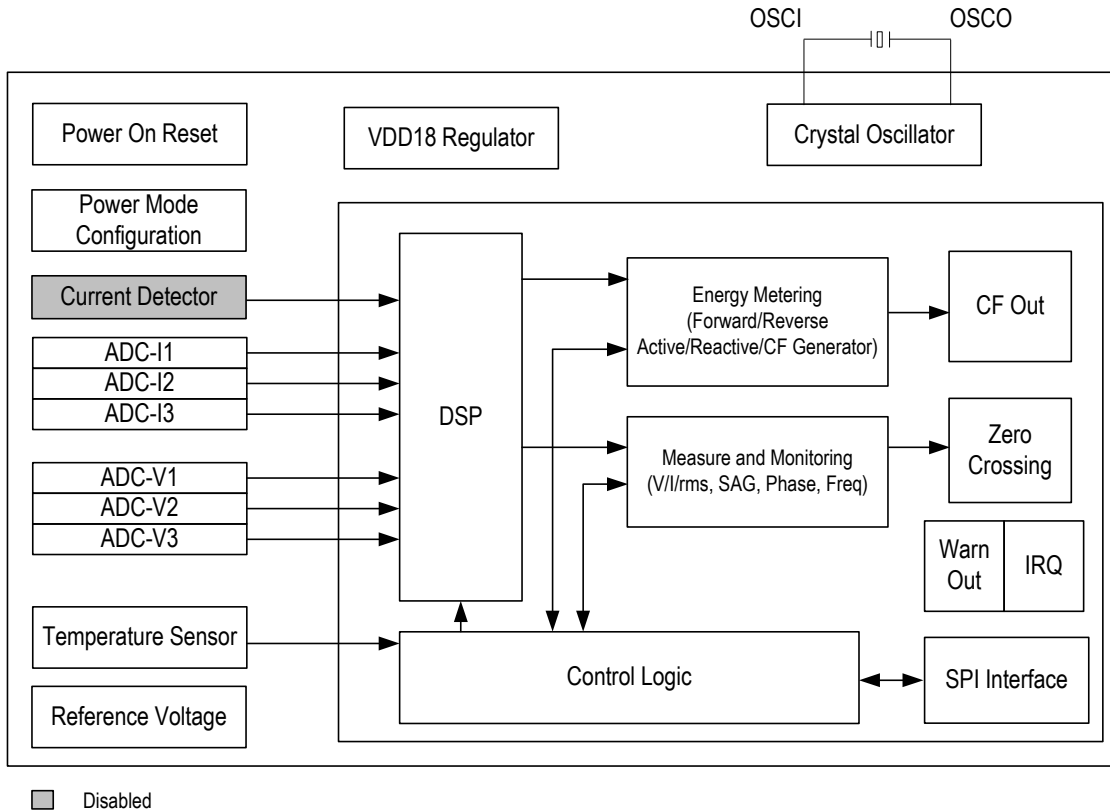 OSCI
OSCO
Power On Reset
VDD18 Regulator
Crystal Oscillator
Power Mode
Configuration
Current Detector
ADC-I1
ADC-I2
ADC-I3
ADC-V1
ADC-V2
ADC-V3
Temperature Sensor
Reference Voltage
DSP
Energy Metering
(Forward/Reverse
Active/Reactive/CF Generator)
CF Out
Measure and Monitoring
(V/I/rms, SAG, Phase, Freq)
Zero
Crossing
Warn
Out
IRQ
Control Logic
SPI Interface
Disabled